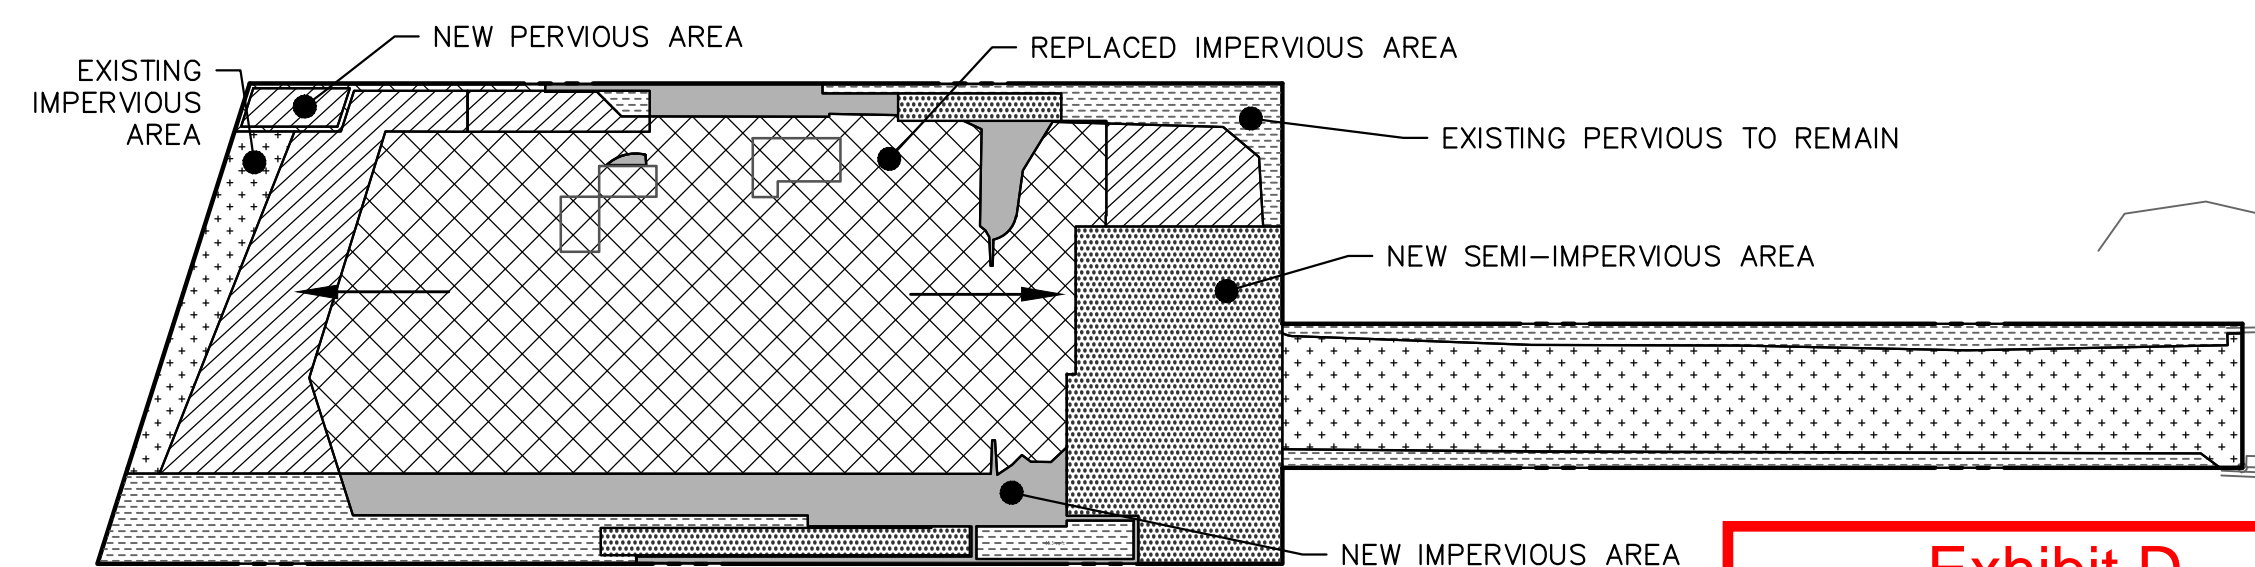 NEW PERVIOUS AREA
REPLACED IMPERVIOUS AREA
EXISTING
IMPERVIOUS
AREA
EXISTING PERVIOUS TO REMAIN
NEW SEMI-IMPERVIOUS AREA
NEW IMPERVIOUS AREA
Exhibit D